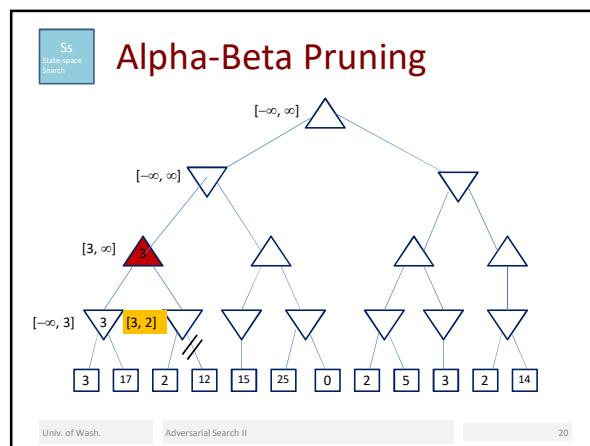 Ss
State-space
Search
Alpha-Beta Pruning
[−∞, ∞]
[−∞, ∞]
[3, ∞]
3
[−∞, 3]
3
[3, 2]
3 17 2 12 15 25 0 2 5 3 2 14
Univ. of Wash. Adversarial Search II 20